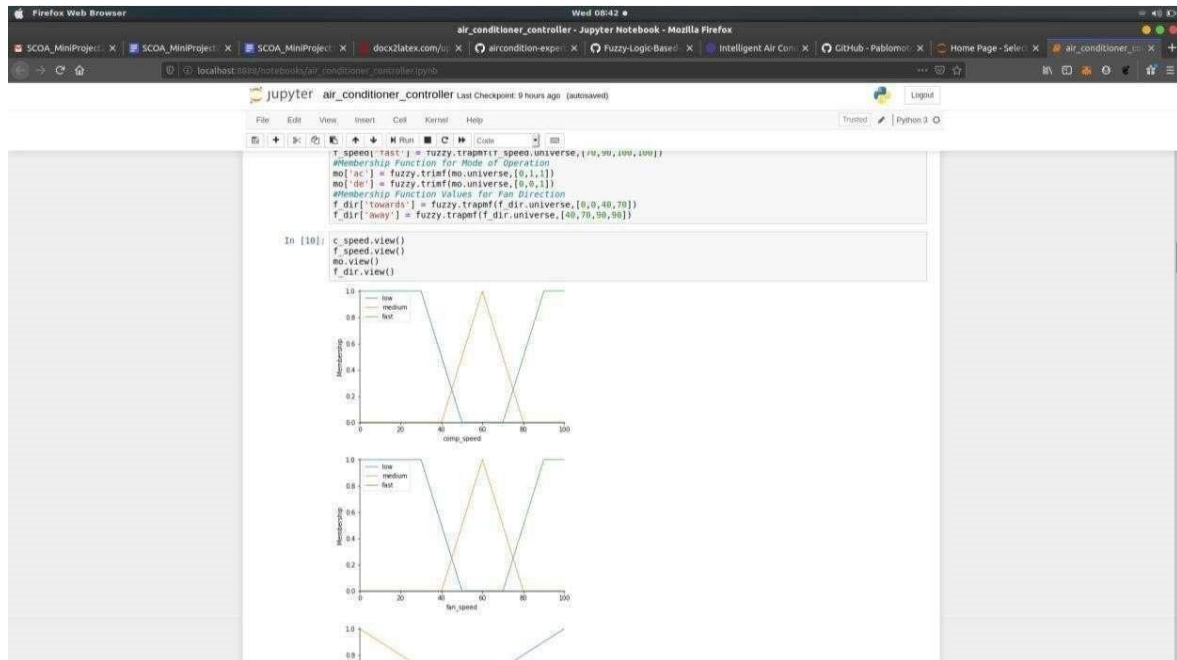 Firefox Web Browser
Wed 08:42
air_conditioner_controller - Jupyter Notebook - Mozilla Firefox
SCOA_MiniProject
SCOA_MiniProject
SCOA_MiniProject
docx2latex.com/up
aircondition-exper
Fuzzy-Logic-Based
Intelligent Air Con
GitHub - Pablomot
Home Page - Select
air_conditioner_co
localhost:8888/notebooks/air_conditioner_controller.ipynb
jupyter air_conditioner_controller Last Checkpoint: 9 hours ago (autosaved)
Logout
File Edit View Insert Cell Kernel Help
Trusted Python 3
Run Code
f_speed['fast'] = fuzzy.trapmf(f_speed.universe,[70,90,100,100])
#Membership Function for Mode of Operation
mo['ac'] = fuzzy.trimf(mo.universe,[0,1,1])
mo['de'] = fuzzy.trimf(mo.universe,[0,0,1])
#Membership Function Values for Fan Direction
f_dir['towards'] = fuzzy.trapmf(f_dir.universe,[0,0,40,70])
f_dir['away'] = fuzzy.trapmf(f_dir.universe,[40,70,90,90])
In [10]: c_speed.view()
f_speed.view()
mo.view()
f_dir.view()
1.0
low
medium
fast
0.8
0.6
0.4
0.2
0.0
Membership
0 20 40 60 80 100
comp_speed
1.0
low
medium
fast
0.8
0.6
0.4
0.2
0.0
Membership
0 20 40 60 80 100
fan_speed
1.0
0.8